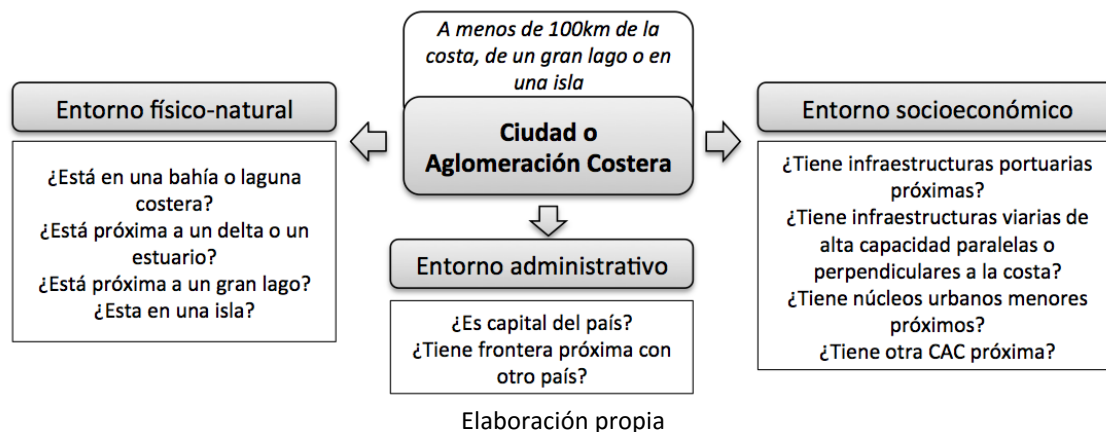 A menos de 100km de la
costa, de un gran lago o en
una isla
Ciudad o
Aglomeración Costera
Entorno físico-natural
¿Está en una bahía o laguna
costera?
¿Está próxima a un delta o un
estuario?
¿Está próxima a un gran lago?
¿Esta en una isla?
Entorno administrativo
¿Es capital del país?
¿Tiene frontera próxima con
otro país?
Entorno socioeconómico
¿Tiene infraestructuras portuarias
próximas?
¿Tiene infraestructuras viarias de
alta capacidad paralelas o
perpendiculares a la costa?
¿Tiene núcleos urbanos menores
próximos?
¿Tiene otra CAC próxima?
Elaboración propia